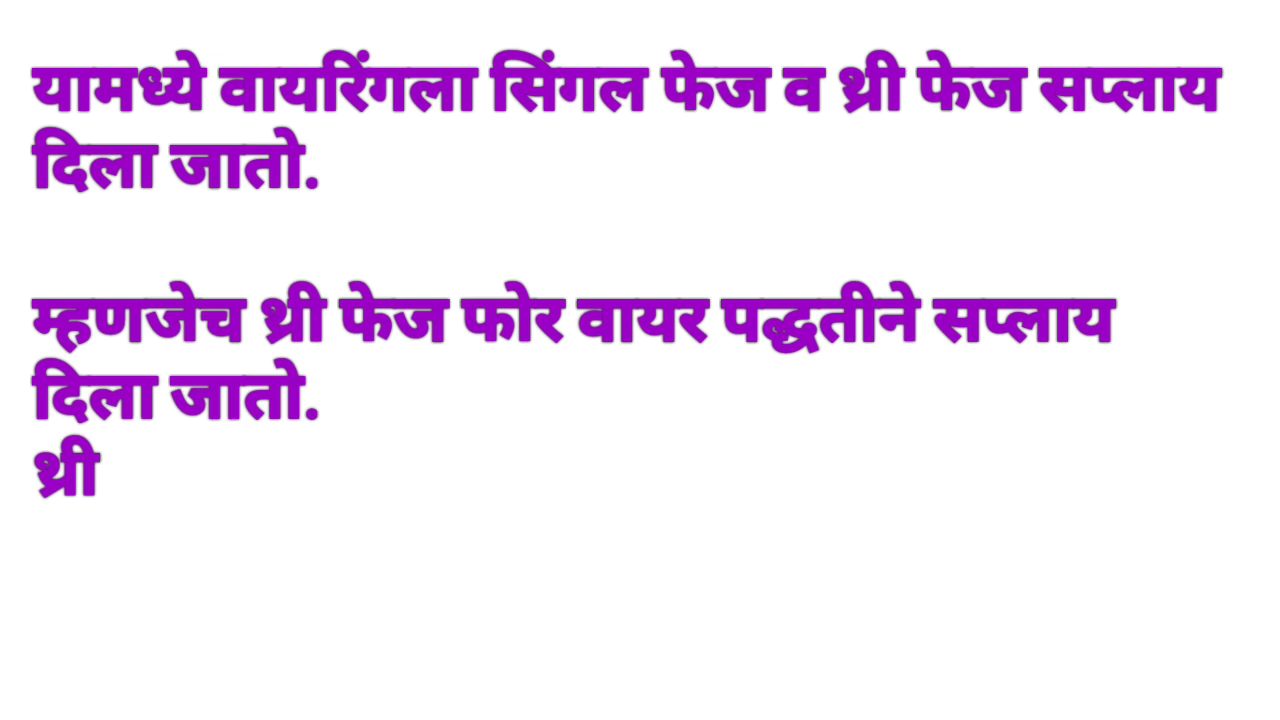 यामध्ये वायरिंगला सिंगल फेज व थ्री फेज सप्लाय
दिला जातो.
म्हणजेच थ्री फेज फोर वायर पद्धतीने सप्लाय
दिला जातो.
थ्री